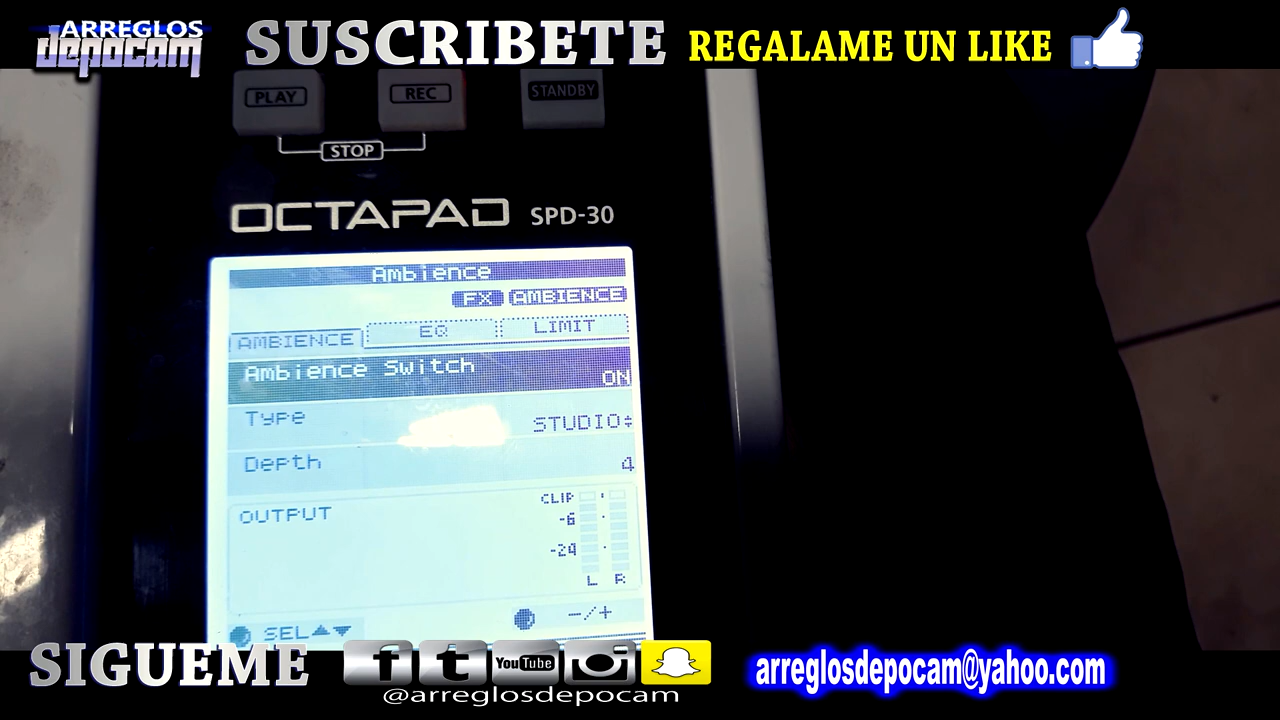 ARREGLOS
depocam
SUSCRIBETE
REGALAME UN LIKE
PLAY
REC
STANDBY
STOP
OCTAPAD SPD-30
Ambience
FX AMBIENCE
AMBIENCE EQ LIMIT
Ambience Switch ON
Type STUDIO
Depth 4
OUTPUT
CLIP
-6
-24
L R
SEL▲▼ -/+
SIGUEME
f t YouTube
@arreglosdepocam
arreglosdepocam@yahoo.com